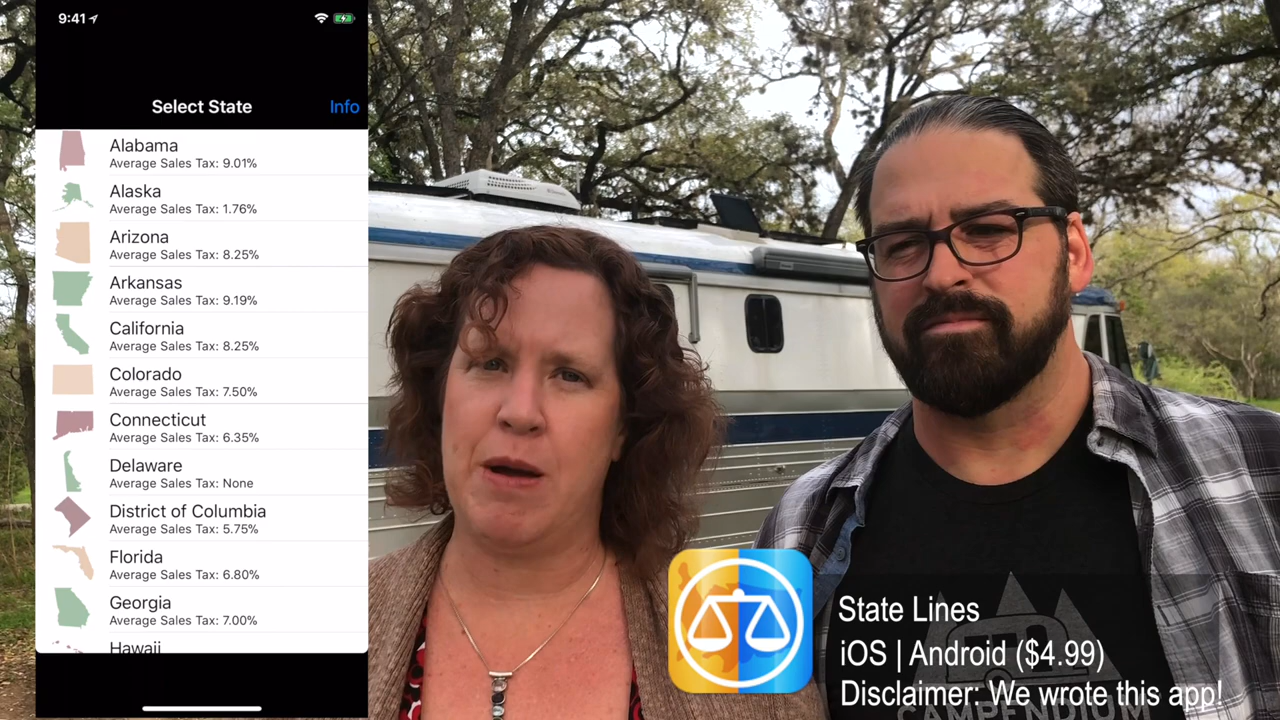 9:41
Select State
Info
Alabama
Average Sales Tax: 9.01%
Alaska
Average Sales Tax: 1.76%
Arizona
Average Sales Tax: 8.25%
Arkansas
Average Sales Tax: 9.19%
California
Average Sales Tax: 8.25%
Colorado
Average Sales Tax: 7.50%
Connecticut
Average Sales Tax: 6.35%
Delaware
Average Sales Tax: None
District of Columbia
Average Sales Tax: 5.75%
Florida
Average Sales Tax: 6.80%
Georgia
Average Sales Tax: 7.00%
Hawaii
State Lines
iOS | Android ($4.99)
Disclaimer: We wrote this app!
CAMPENDIUM